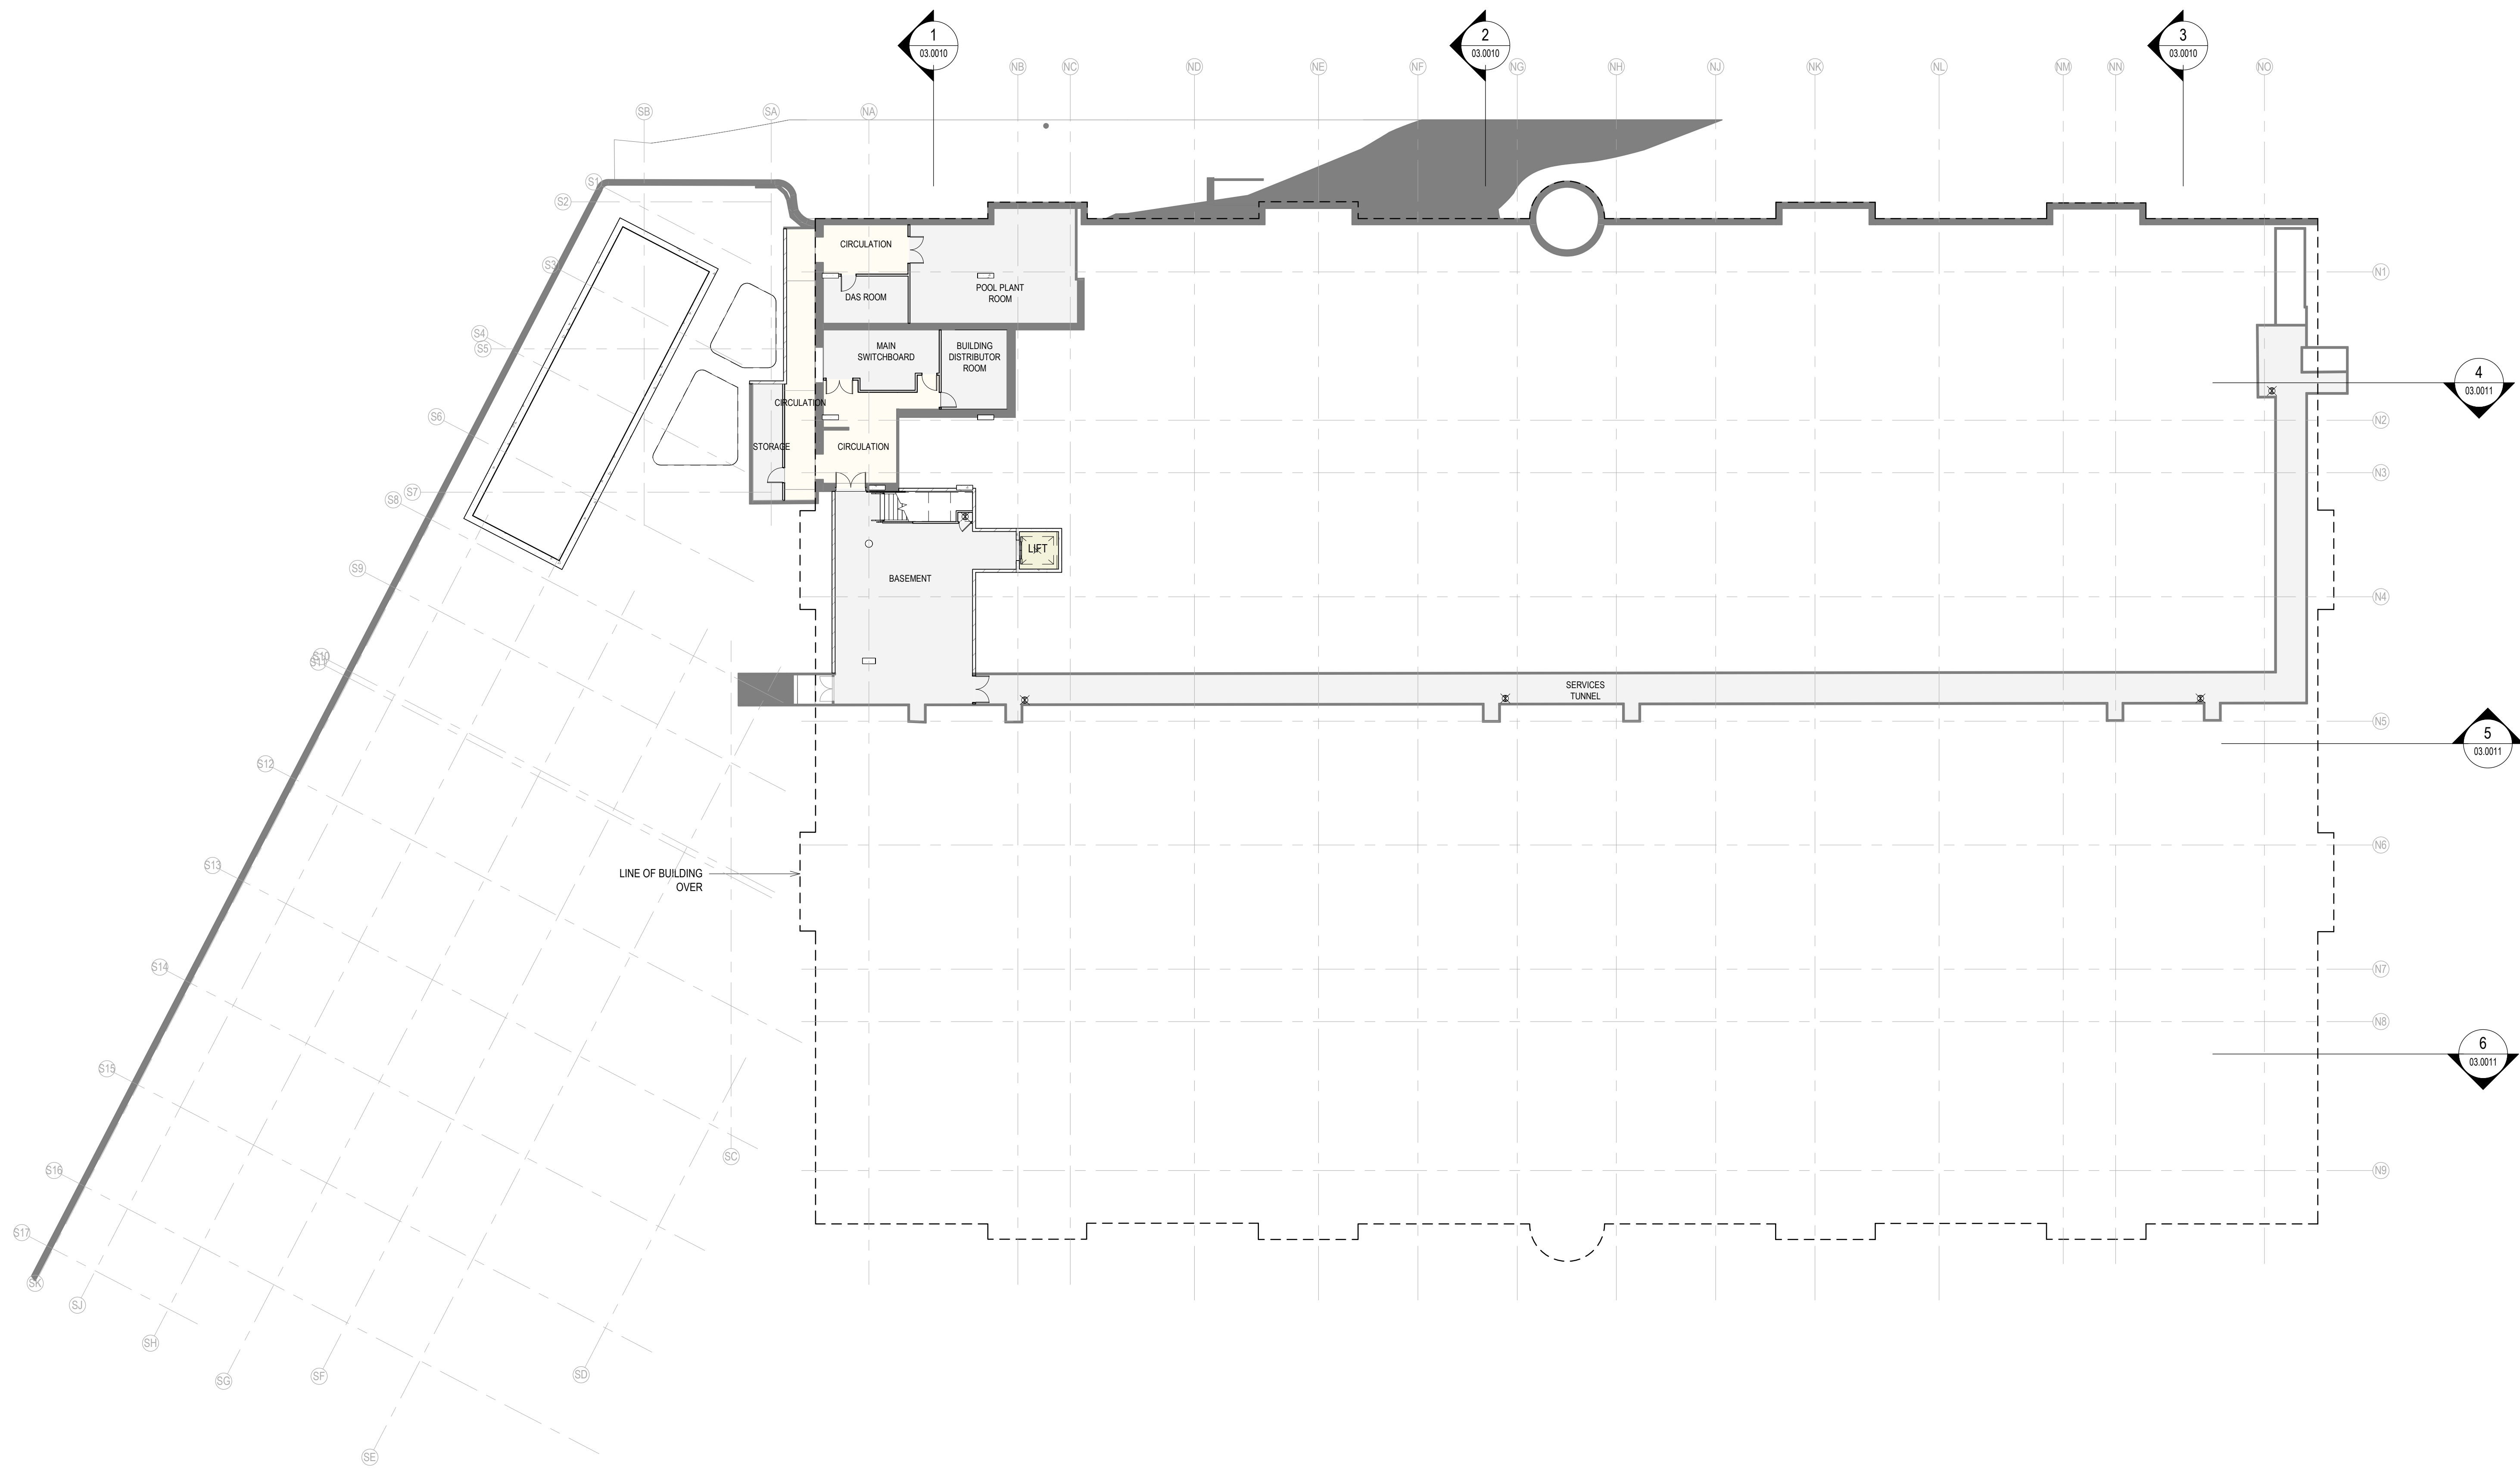 1
03.0010
2
03.0010
3
03.0010
NB
NC
ND
NE
NF
NG
NH
NJ
NK
NL
NM
NN
NO
SB
SA
NA
S1
S2
S3
S4
S5
S6
S7
S8
S9
S10
S11
S12
S13
S14
S15
S16
S17
CIRCULATION
DAS ROOM
POOL PLANT
ROOM
MAIN
SWITCHBOARD
BUILDING
DISTRIBUTOR
ROOM
CIRCULATION
STORAGE
CIRCULATION
LIFT
BASEMENT
SERVICES
TUNNEL
LINE OF BUILDING
OVER
N1
4
03.0011
N2
N3
N4
N5
5
03.0011
N6
N7
N8
6
03.0011
N9
SC
SK
SJ
SH
SG
SF
SD
SE